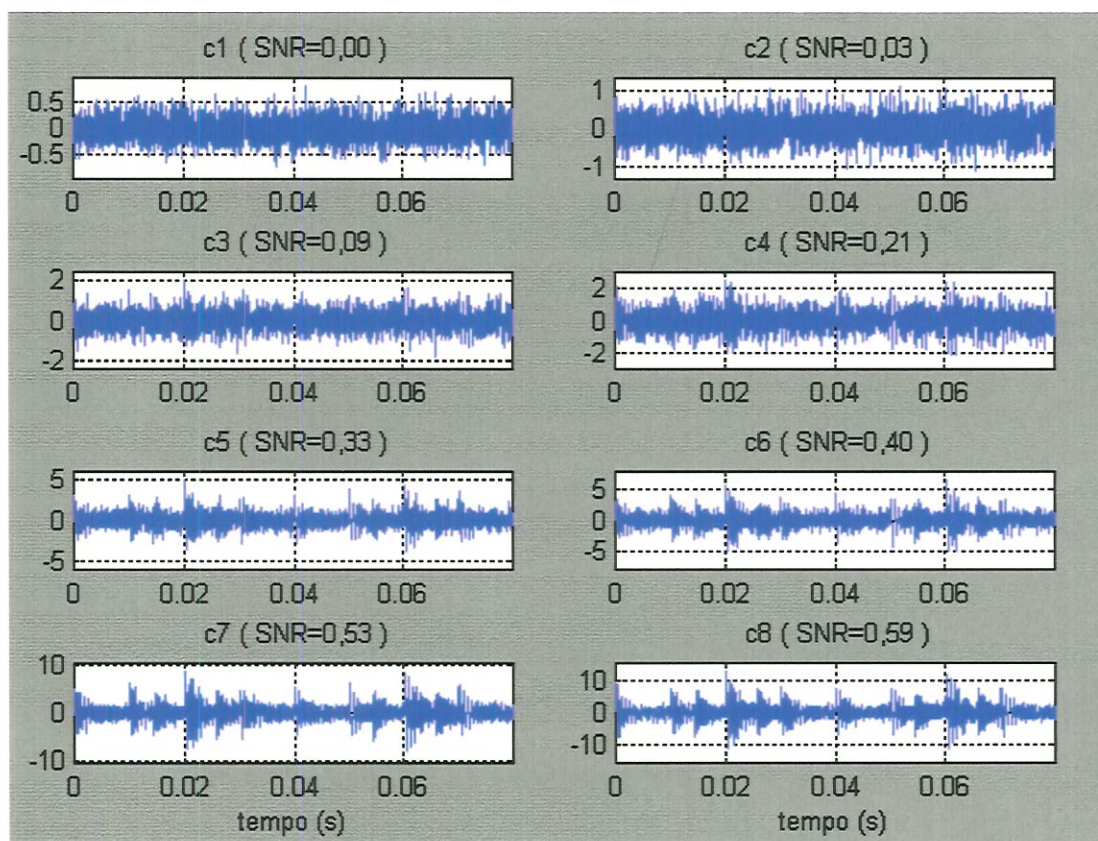 c1 ( SNR=0,00)
0.5
0
-0.5
0 0.02 0.04 0.06
c2 ( SNR=0,03)
1
0
-1
0 0.02 0.04 0.06
c3 ( SNR=0,09)
2
0
-2
0 0.02 0.04 0.06
c4 ( SNR=0,21)
2
0
-2
0 0.02 0.04 0.06
c5 ( SNR=0,33)
5
0
-5
0 0.02 0.04 0.06
c6 ( SNR=0,40)
5
0
-5
0 0.02 0.04 0.06
c7 ( SNR=0,53)
10
0
-10
0 0.02 0.04 0.06
tempo (s)
c8 ( SNR=0,59)
10
0
-10
0 0.02 0.04 0.06
tempo (s)